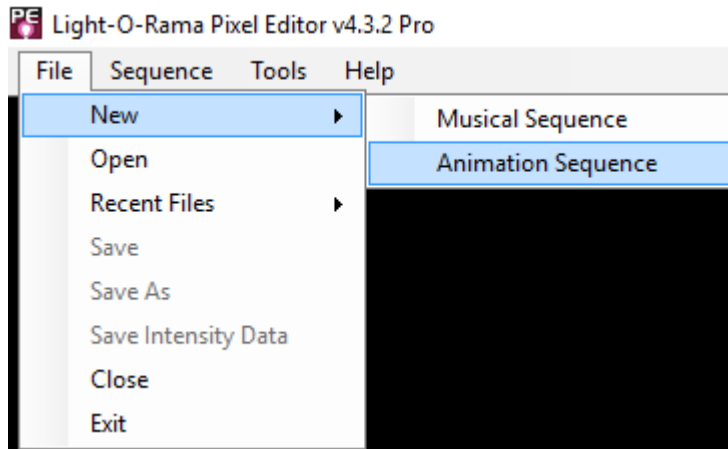 PE Light-O-Rama Pixel Editor v4.3.2 Pro
File Sequence Tools Help
New Musical Sequence
Open Animation Sequence
Recent Files
Save
Save As
Save Intensity Data
Close
Exit